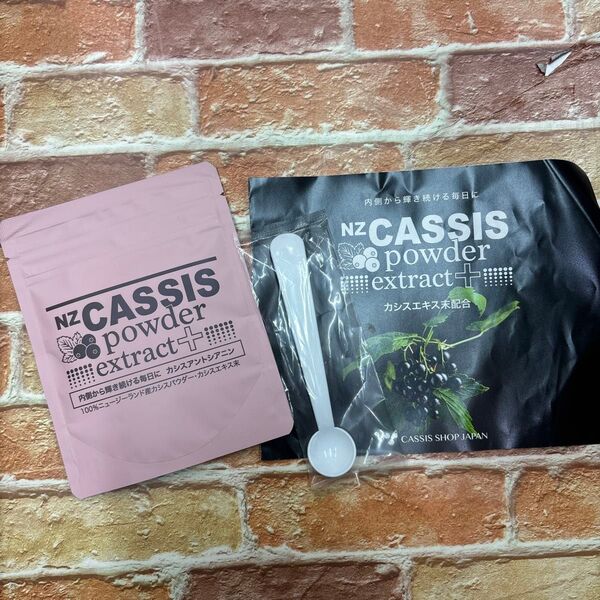 NZ CASSIS
powder
extract+
内側から輝き続ける毎日に カシスアントシアニン
100%ニュージーランド産カシスパウダー・カシスエキス末
内側から輝き続ける毎日に
NZ CASSIS
powder
extract+
カシスエキス末配合
CASSIS SHOP JAPAN